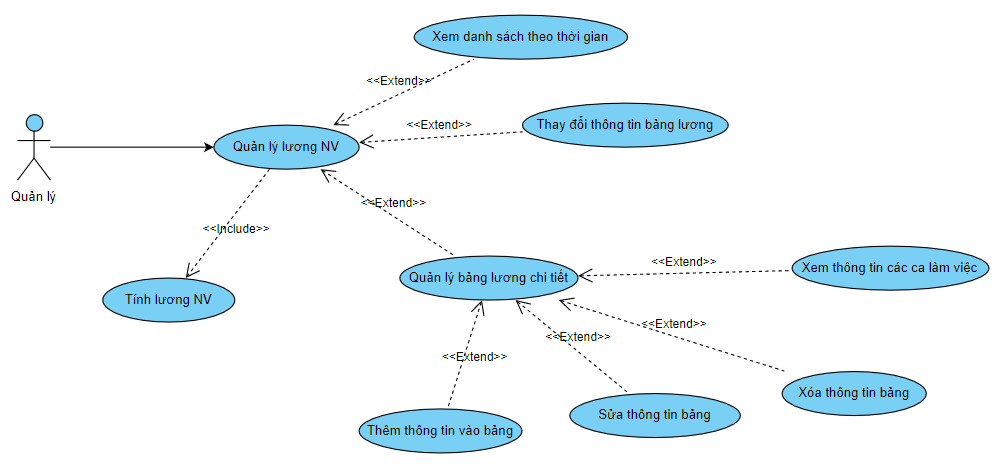 Xem danh sách theo thời gian
<<Extend>>
<<Extend>>
Thay đổi thông tin bảng lương
Quản lý lương NV
Quản lý
<<Extend>>
<<Include>>
<<Extend>>
Xem thông tin các ca làm việc
Quản lý bảng lương chi tiết
Tính lương NV
<<Extend>>
<<Extend>>
<<Extend>>
Xóa thông tin bảng
Sửa thông tin bảng
Thêm thông tin vào bảng